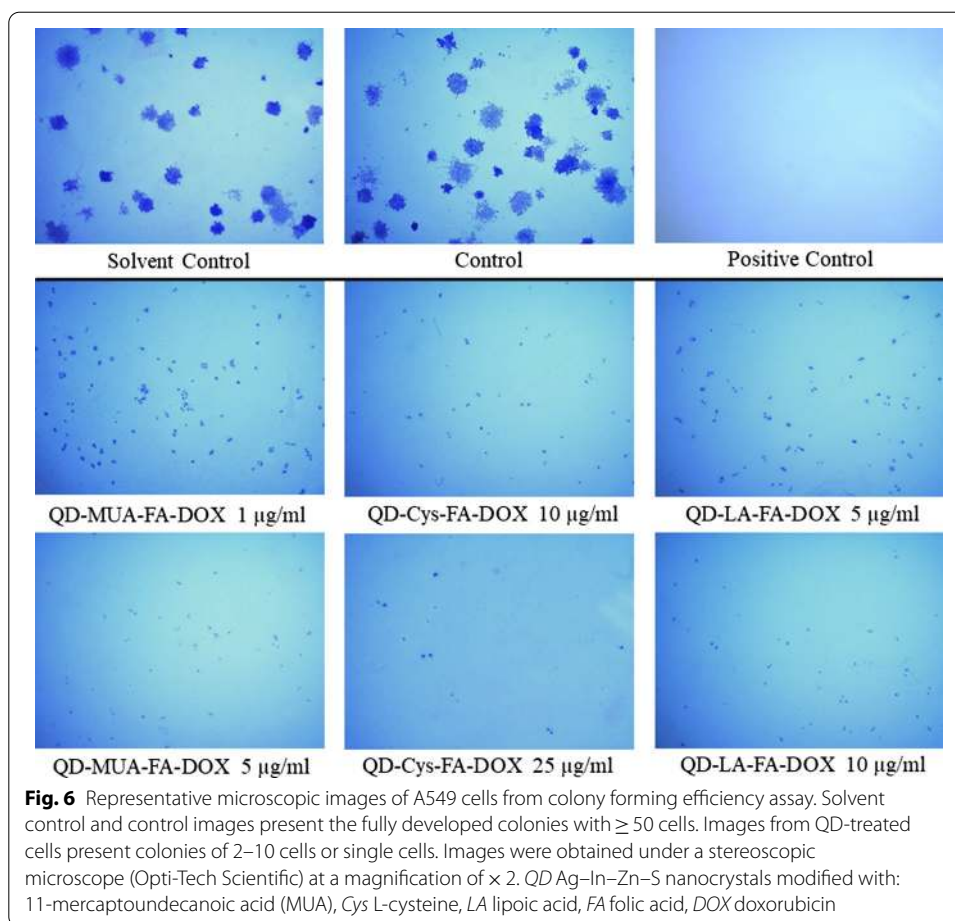 Solvent Control Control Positive Control
QD-MUA-FA-DOX 1 µg/ml QD-Cys-FA-DOX 10 µg/ml QD-LA-FA-DOX 5 µg/ml
QD-MUA-FA-DOX 5 µg/ml QD-Cys-FA-DOX 25 µg/ml QD-LA-FA-DOX 10 µg/ml
Fig. 6 Representative microscopic images of A549 cells from colony forming efficiency assay. Solvent
control and control images present the fully developed colonies with ≥ 50 cells. Images from QD-treated
cells present colonies of 2–10 cells or single cells. Images were obtained under a stereoscopic
microscope (Opti-Tech Scientific) at a magnification of × 2. QD Ag–In–Zn–S nanocrystals modified with:
11-mercaptoundecanoic acid (MUA), Cys L-cysteine, LA lipoic acid, FA folic acid, DOX doxorubicin